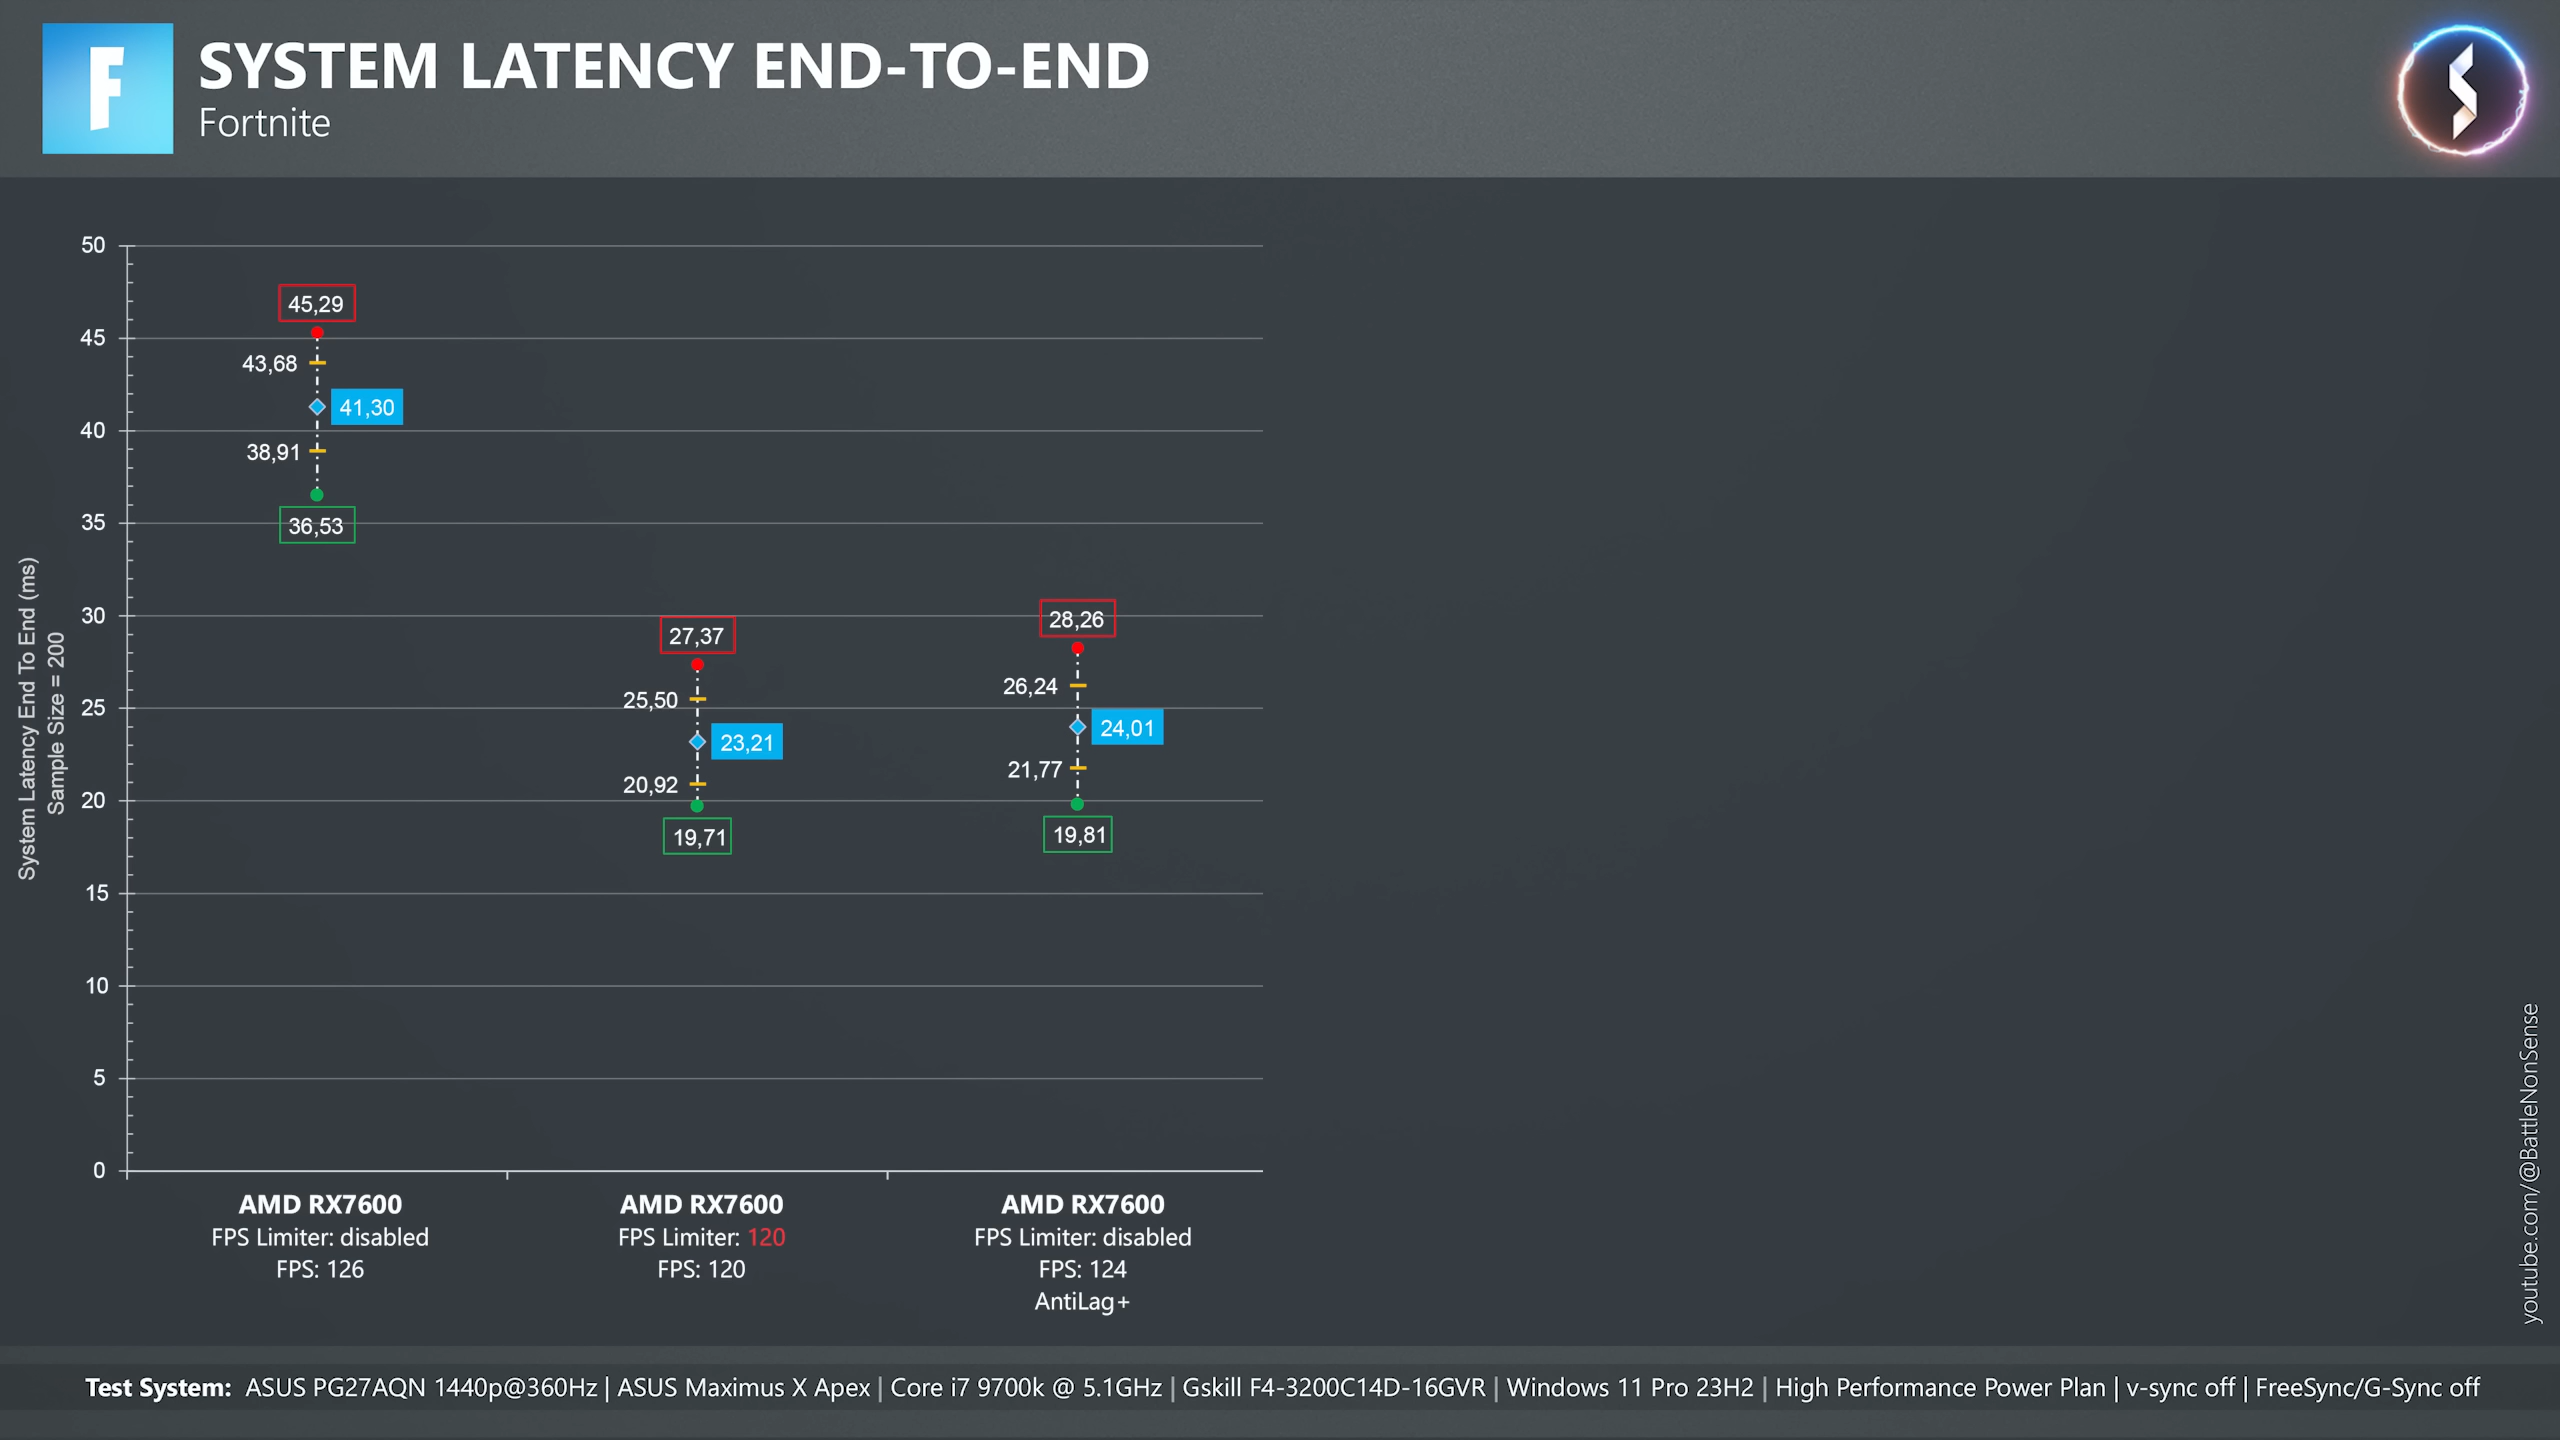 F
SYSTEM LATENCY END-TO-END
Fortnite
System Latency End To End (ms)
Sample Size = 200
50
45
40
35
30
25
20
15
10
5
0
45,29
43,68
41,30
38,91
36,53
27,37
25,50
23,21
20,92
19,71
28,26
26,24
24,01
21,77
19,81
AMD RX7600
FPS Limiter: disabled
FPS: 126
AMD RX7600
FPS Limiter: 120
FPS: 120
AMD RX7600
FPS Limiter: disabled
FPS: 124
AntiLag+
youtube.com/@BattleNonSense
Test System: ASUS PG27AQN 1440p@360Hz | ASUS Maximus X Apex | Core i7 9700k @ 5.1GHz | Gskill F4-3200C14D-16GVR | Windows 11 Pro 23H2 | High Performance Power Plan | v-sync off | FreeSync/G-Sync off